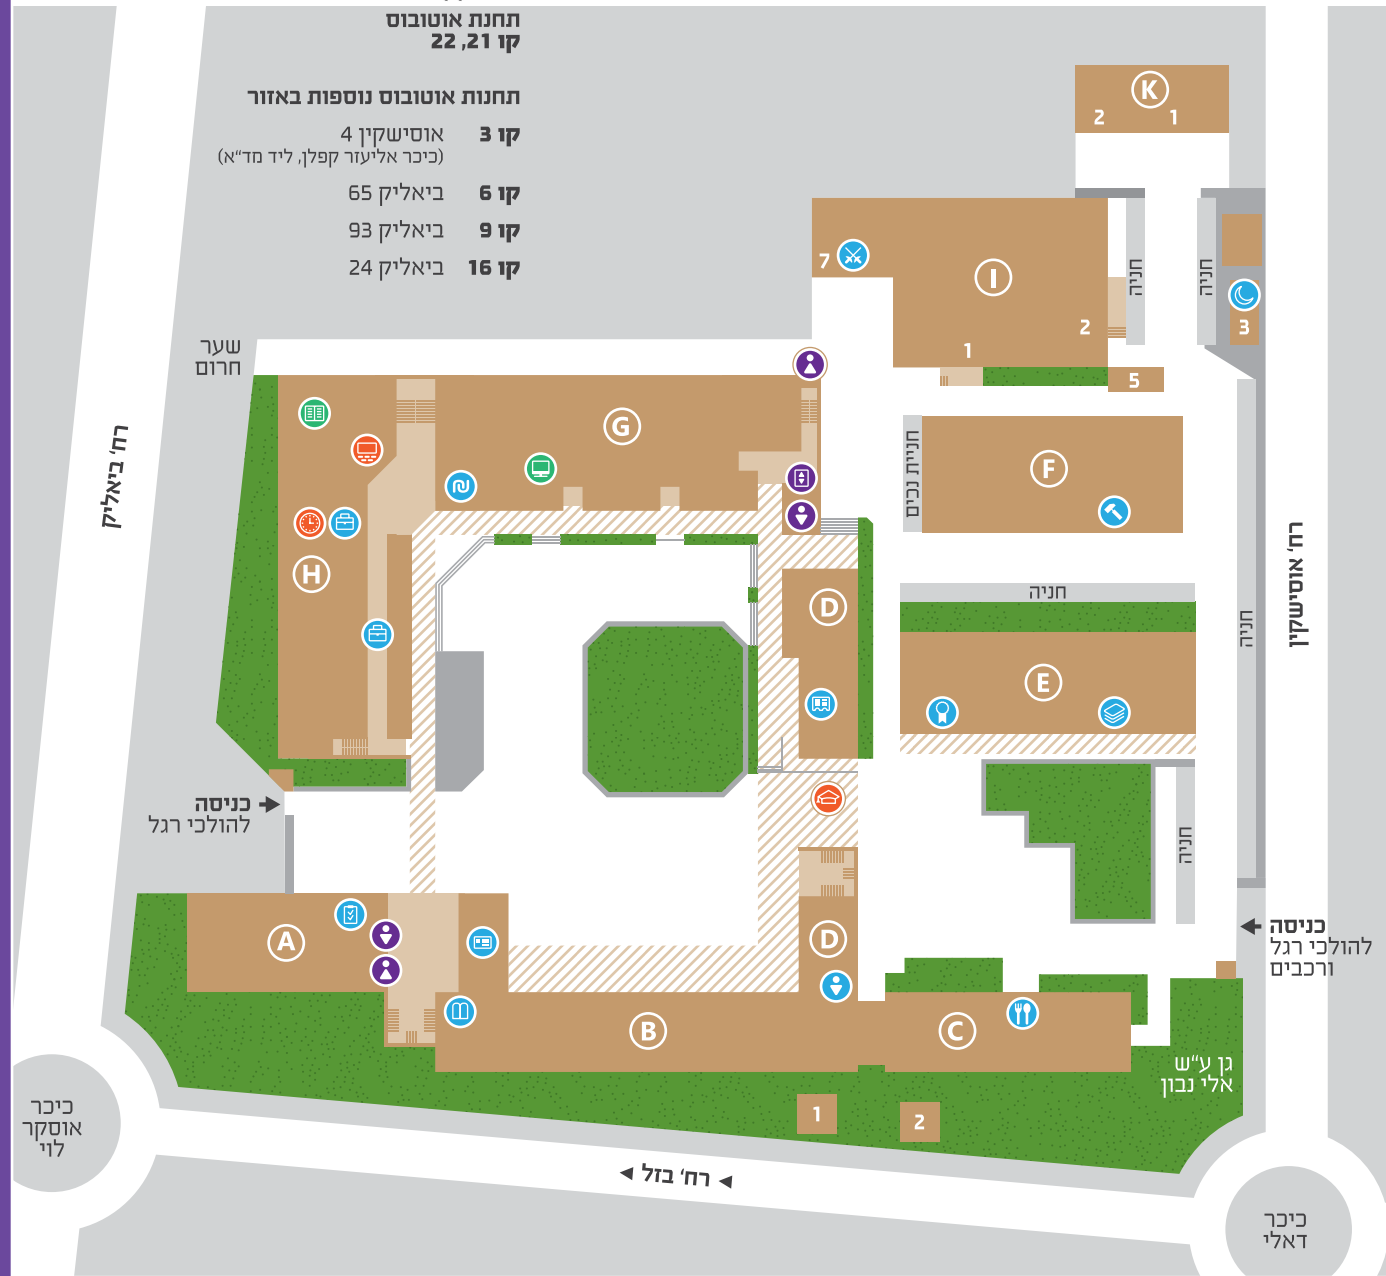 תחנת אוטובוס
קו 21, 22
תחנות אוטובוס נוספות באזור
קו 3 אוסישקין 4
(כיכר אליעזר קפלן, ליד מד״א)
קו 6 ביאליק 65
קו 9 ביאליק 93
קו 16 ביאליק 24
K
2 1
I
7
2
1
5
3
חניה
חניה
שער
חרום
G
F
חניית נכים
H
D
E
חניה
חניה
חניה
רח׳ ביאליק
רח׳ אוסישקין
כניסה
להולכי רגל
כניסה
להולכי רגל
ורכבים
A
D
B
C
גן ע״ש
אלי נבון
1
2
כיכר
אוסקר
לוי
רח׳ בזל
כיכר
דאלי